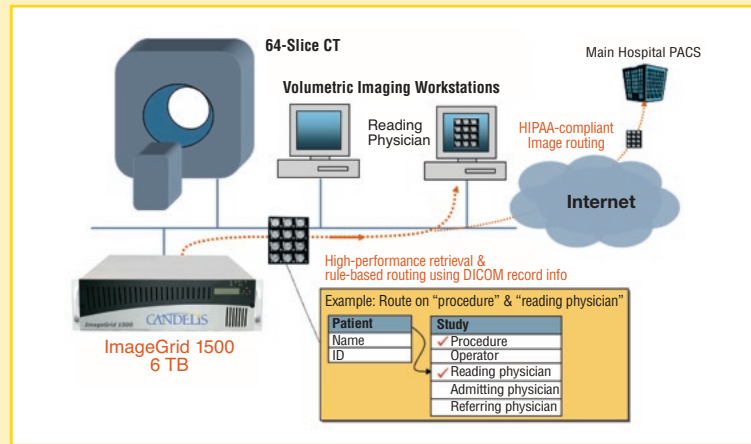 64-Slice CT
Main Hospital PACS
Volumetric Imaging Workstations
Reading
Physician
HIPAA-compliant
Image routing
Internet
High-performance retrieval &
rule-based routing using DICOM record info
Example: Route on “procedure” & “reading physician”
Patient
Name
ID
Study
✓ Procedure
Operator
✓ Reading physician
Admitting physician
Referring physician
ImageGrid 1500
CANDELiS
ImageGrid 1500
6 TB